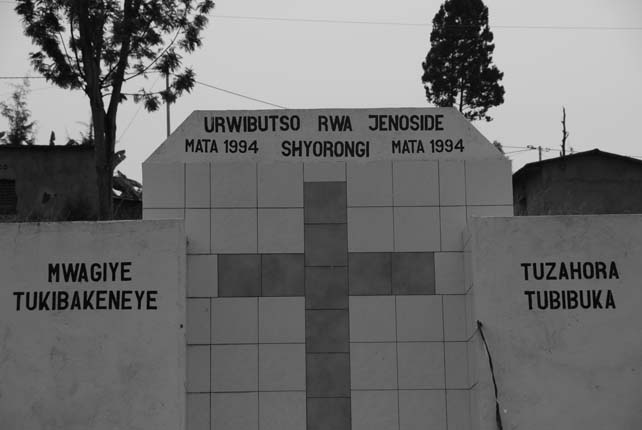 URWIBUTSO RWA JENOSIDE
MATA 1994 SHYORONGI MATA 1994
MWAGIYE
TUKIBAKENEYE
TUZAHORA
TUBIBUKA